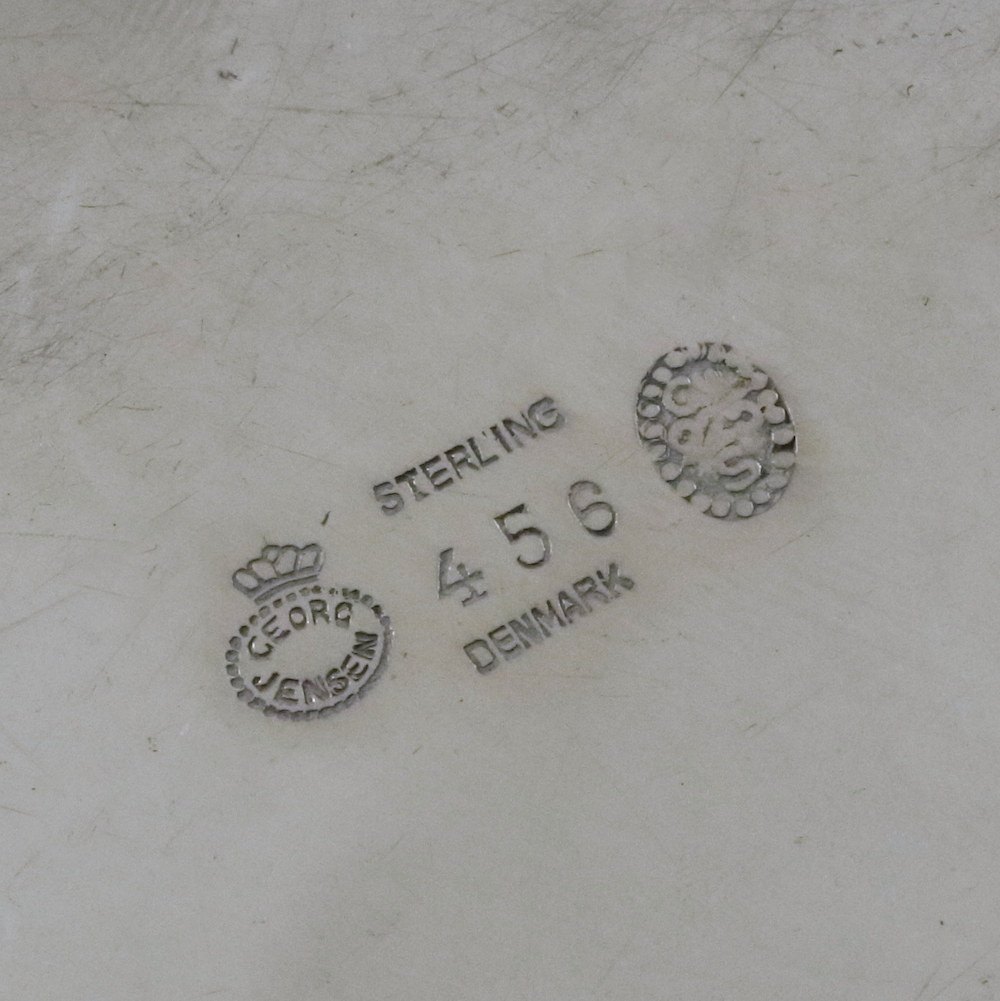 GEORG
JENSEN
STERLING
456
DENMARK